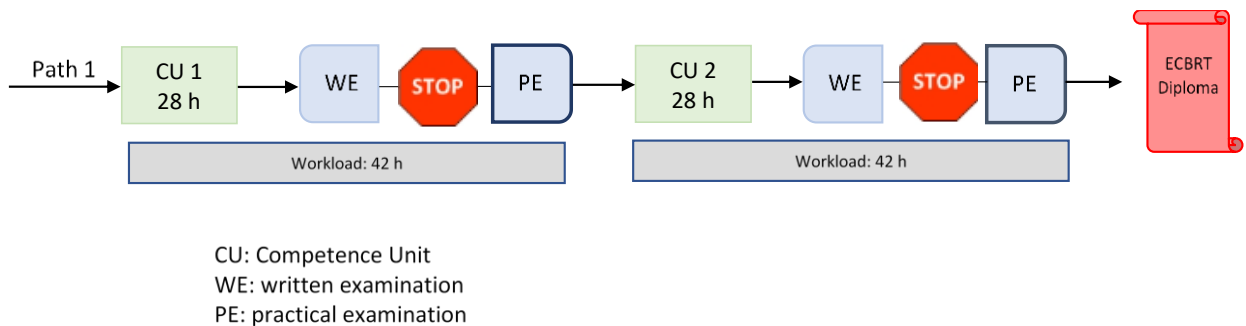 Path 1
CU 1
28 h
WE
STOP
PE
CU 2
28 h
WE
STOP
PE
ECBRT
Diploma
Workload: 42 h
Workload: 42 h
CU: Competence Unit
WE: written examination
PE: practical examination